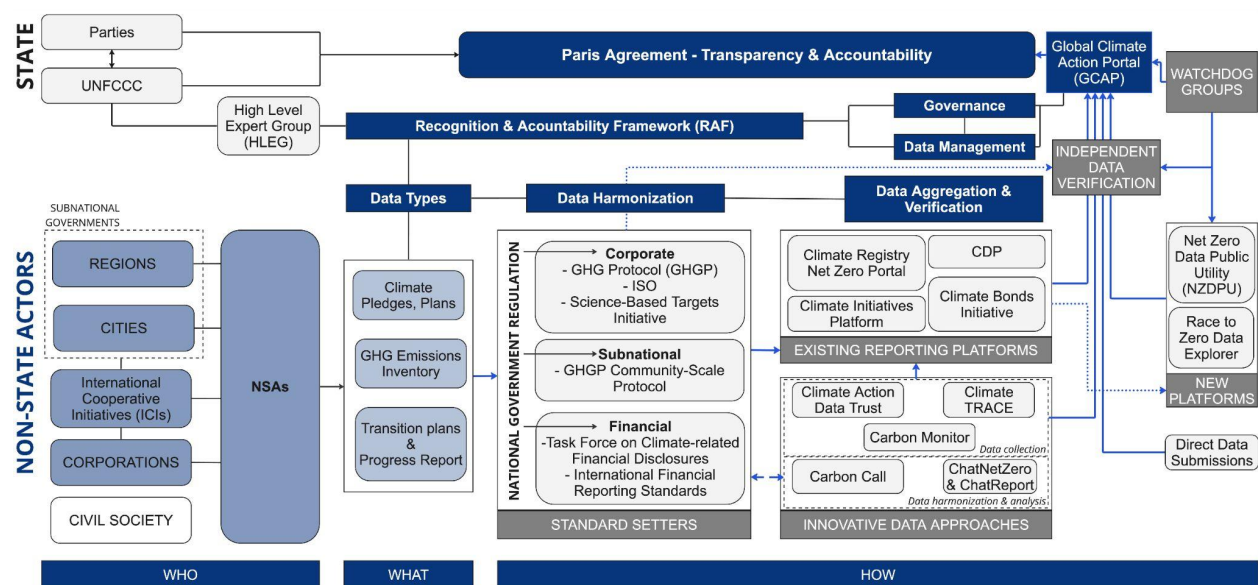 STATE
Parties
UNFCCC
High Level
Expert Group
(HLEG)
Paris Agreement - Transparency & Accountability
Global Climate
Action Portal
(GCAP)
WATCHDOG
GROUPS
Recognition & Acountability Framework (RAF)
Governance
Data Management
INDEPENDENT
DATA
VERIFICATION
Data Types
Data Harmonization
Data Aggregation &
Verification
NON-STATE ACTORS
SUBNATIONAL
GOVERNMENTS
REGIONS
CITIES
International
Cooperative
Initiatives (ICIs)
CORPORATIONS
CIVIL SOCIETY
NSAs
Climate
Pledges, Plans
GHG Emissions
Inventory
Transition plans
&
Progress Report
NATIONAL GOVERNMENT REGULATION
Corporate
- GHG Protocol (GHGP)
- ISO
- Science-Based Targets
Initiative
Subnational
- GHGP Community-Scale
Protocol
Financial
-Task Force on Climate-related
Financial Disclosures
- International Financial
Reporting Standards
STANDARD SETTERS
Climate Registry
Net Zero Portal
CDP
Climate Initiatives
Platform
Climate Bonds
Initiative
EXISTING REPORTING PLATFORMS
Climate Action
Data Trust
Climate
TRACE
Carbon Monitor
Data collection
Carbon Call
ChatNetZero
& ChatReport
Data harmonization & analysis
INNOVATIVE DATA APPROACHES
Net Zero
Data Public
Utility
(NZDPU)
Race to
Zero Data
Explorer
NEW
PLATFORMS
Direct Data
Submissions
WHO
WHAT
HOW